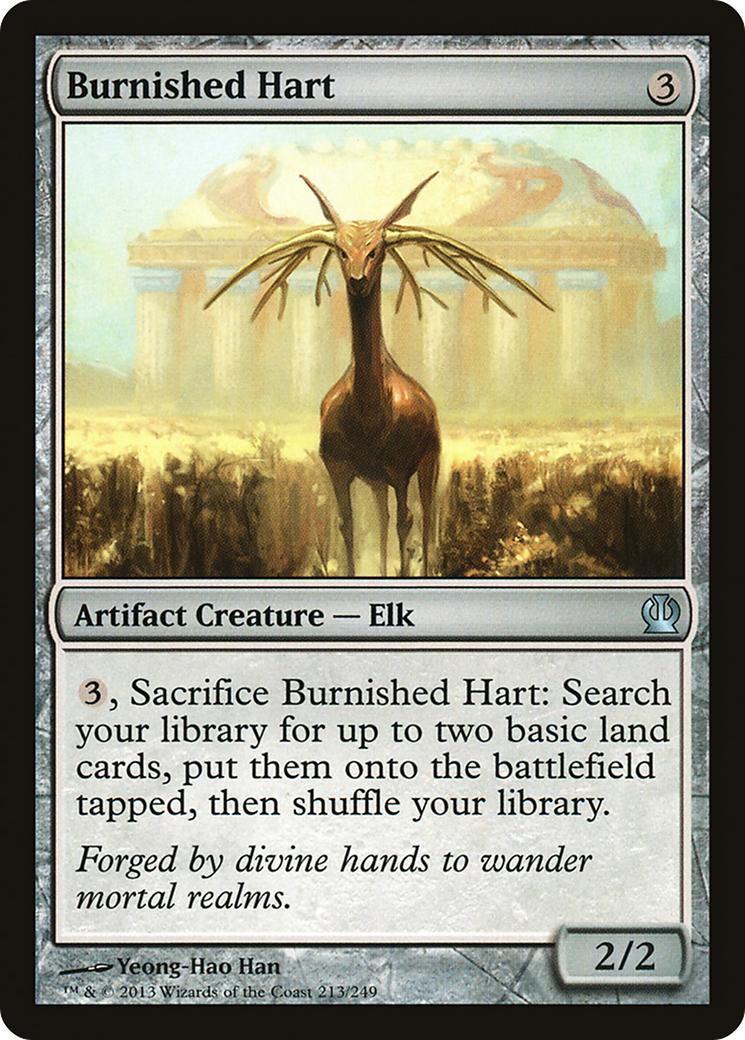 Burnished Hart 3
Artifact Creature — Elk
3, Sacrifice Burnished Hart: Search
your library for up to two basic land
cards, put them onto the battlefield
tapped, then shuffle your library.
Forged by divine hands to wander
mortal realms.
2/2
Yeong-Hao Han
™ & © 2013 Wizards of the Coast 213/249